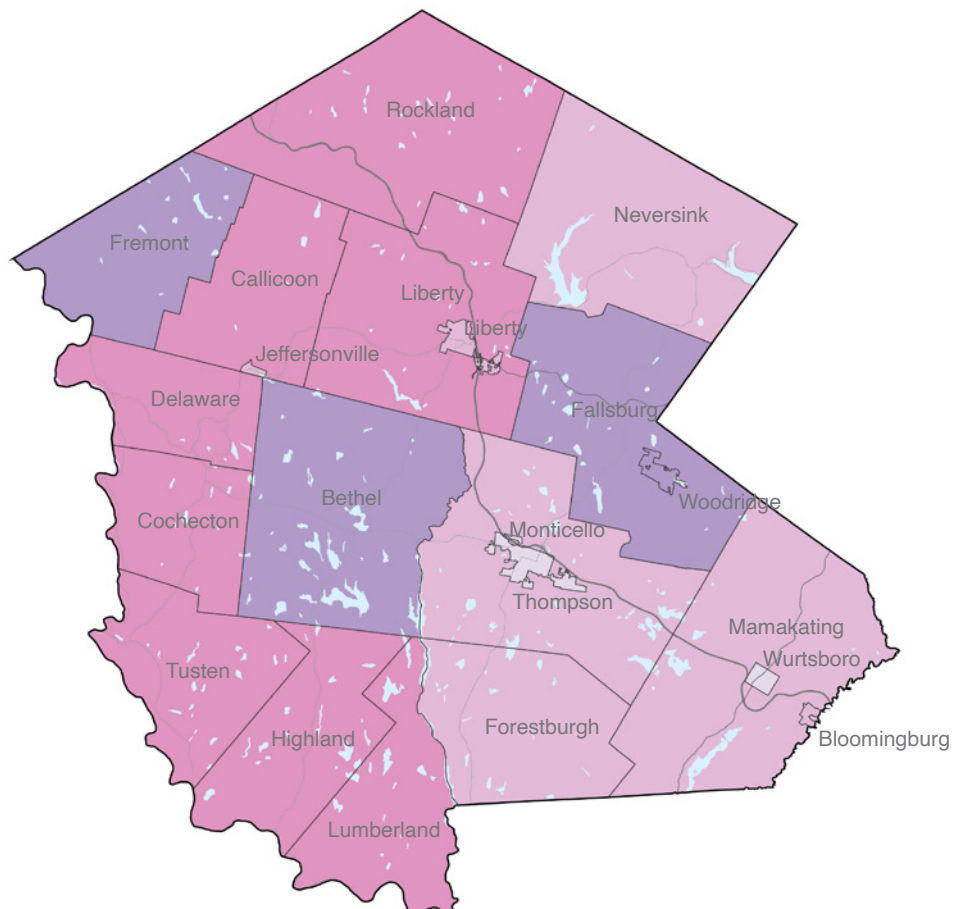 Rockland
Neversink
Fremont
Callicoon
Liberty
Liberty
Jeffersonville
Delaware
Fallsburg
Bethel
Woodridge
Cochecton
Monticello
Thompson
Mamakating
Wurtsboro
Tusten
Forestburgh
Highland
Bloomingburg
Lumberland